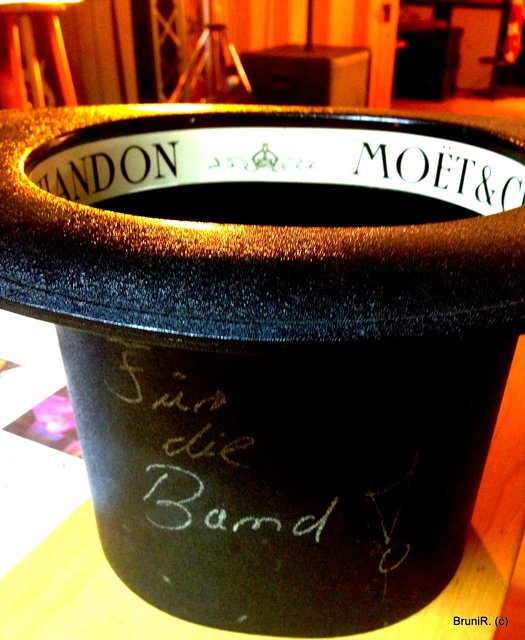 HANDON MOËT & C
Für
die
Band !
BruniR. (c)